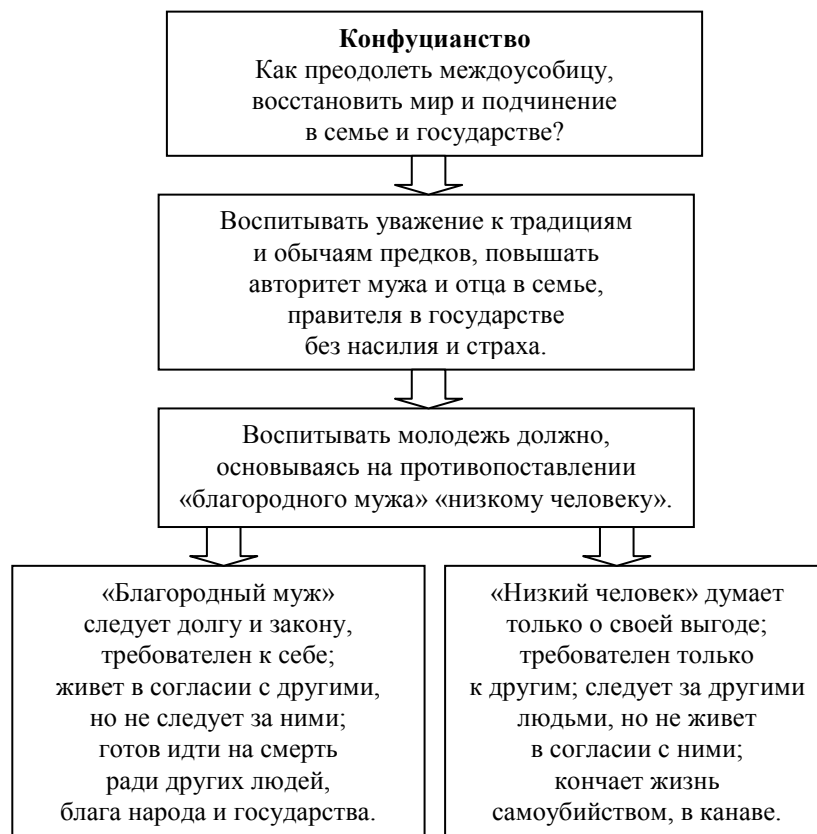 Конфуцианство
Как преодолеть междоусобицу,
восстановить мир и подчинение
в семье и государстве?
Воспитывать уважение к традициям
и обычаям предков, повышать
авторитет мужа и отца в семье,
правителя в государстве
без насилия и страха.
Воспитывать молодежь должно,
основываясь на противопоставлении
«благородного мужа» «низкому человеку».
«Благородный муж»
следует долгу и закону,
требователен к себе;
живет в согласии с другими,
но не следует за ними;
готов идти на смерть
ради других людей,
блага народа и государства.
«Низкий человек» думает
только о своей выгоде;
требователен только
к другим; следует за другими
людьми, но не живет
в согласии с ними;
кончает жизнь
самоубийством, в канаве.